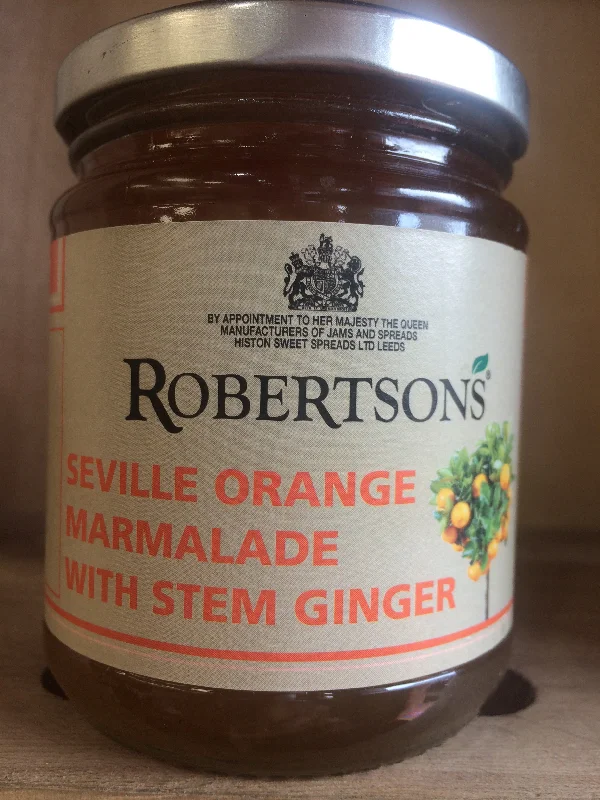 BY APPOINTMENT TO HER MAJESTY THE QUEEN
MANUFACTURERS OF JAMS AND SPREADS
HISTON SWEET SPREADS LTD LEEDS
ROBERTSON'S®
SEVILLE ORANGE
MARMALADE
WITH STEM GINGER